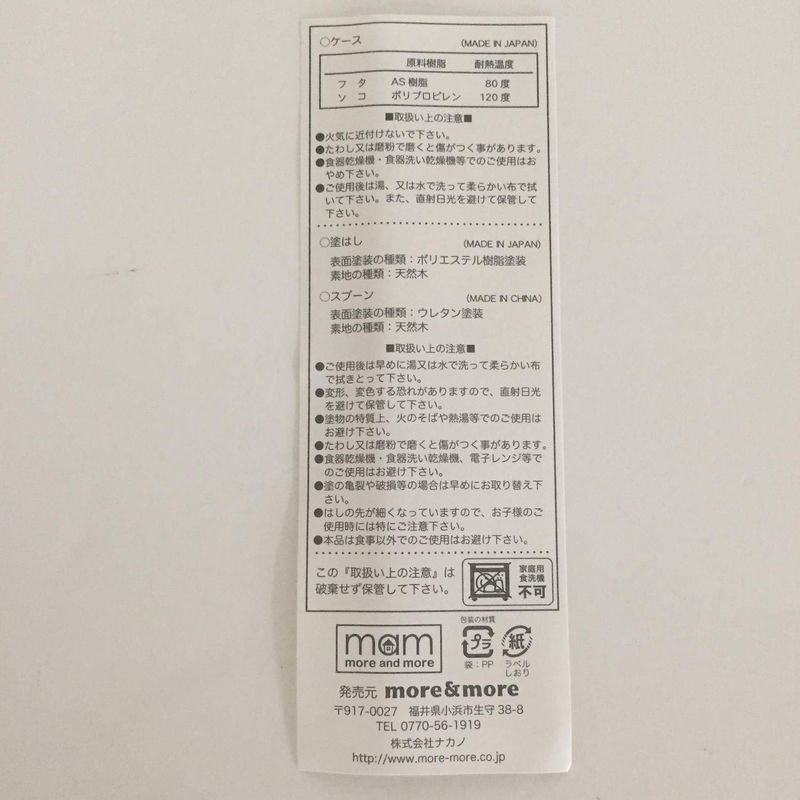 ○ケース (MADE IN JAPAN)
原料樹脂 耐熱温度
フ タ AS樹脂 80度
ソ コ ポリプロピレン 120度
■取扱い上の注意■
●火気に近付けないで下さい。
●たわし又は磨粉で磨くと傷がつく事があります。
●食器乾燥機・食器洗い乾燥機等でのご使用はお
やめ下さい。
●ご使用後は湯、又は水で洗って柔らかい布で拭
いて下さい。また、直射日光を避けて保管して
下さい。
○塗はし (MADE IN JAPAN)
表面塗装の種類：ポリエステル樹脂塗装
素地の種類：天然木
○スプーン (MADE IN CHINA)
表面塗装の種類：ウレタン塗装
素地の種類：天然木
■取扱い上の注意■
●ご使用後は早めに湯又は水で洗って柔らかい布
で拭きとって下さい。
●変形、変色する恐れがありますので、直射日光
を避けて保管して下さい。
●塗物の特質上、火のそばや熱湯等でのご使用は
お避け下さい。
●たわし又は磨粉で磨くと傷がつく事があります。
●食器乾燥機・食器洗い乾燥機、電子レンジ等で
のご使用はお避け下さい。
●塗の亀裂や破損等の場合は早めにお取り替え下
さい。
●はしの先が細くなっていますので、お子様のご
使用時には特にご注意下さい。
●本品は食事以外でのご使用はお避け下さい。
この『取扱い上の注意』は
破棄せず保管して下さい。
家庭用
食洗機
不可
mam
more and more
包装の材質
プラ
袋：PP
紙
ラベル
しおり
発売元 more&more
〒917-0027 福井県小浜市生守38-8
TEL 0770-56-1919
株式会社ナカノ
http://www.more-more.co.jp